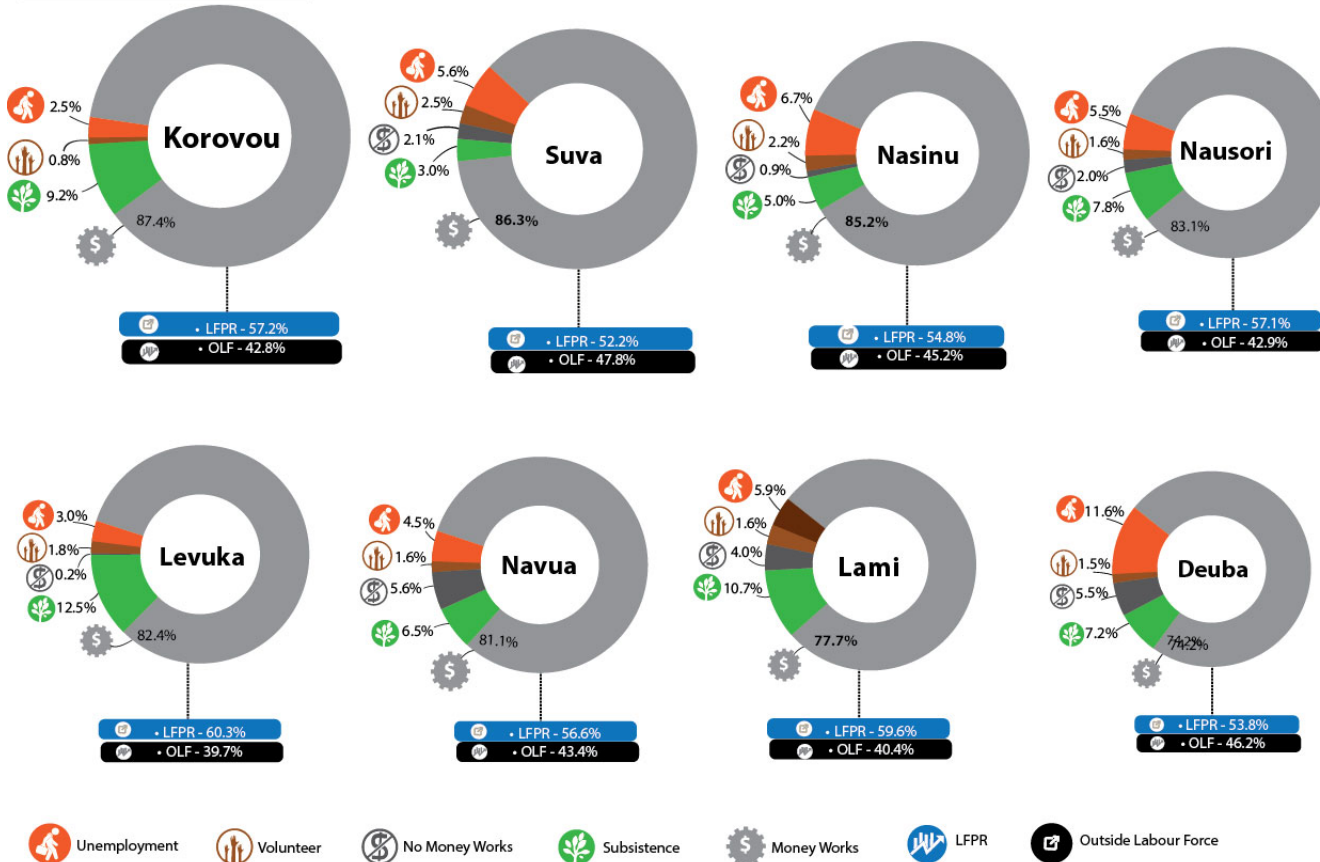 Korovou
2.5%
0.8%
9.2%
87.4%
• LFPR - 57.2%
• OLF - 42.8%
Suva
5.6%
2.5%
2.1%
3.0%
86.3%
• LFPR - 52.2%
• OLF - 47.8%
Nasinu
6.7%
2.2%
0.9%
5.0%
85.2%
• LFPR - 54.8%
• OLF - 45.2%
Nausori
5.5%
1.6%
2.0%
7.8%
83.1%
• LFPR - 57.1%
• OLF - 42.9%
Levuka
3.0%
1.8%
0.2%
12.5%
82.4%
• LFPR - 60.3%
• OLF - 39.7%
Navua
4.5%
1.6%
5.6%
6.5%
81.1%
• LFPR - 56.6%
• OLF - 43.4%
Lami
5.9%
1.6%
4.0%
10.7%
77.7%
• LFPR - 59.6%
• OLF - 40.4%
Deuba
11.6%
1.5%
5.5%
7.2%
74.2%
74.2%
• LFPR - 53.8%
• OLF - 46.2%
Unemployment Volunteer No Money Works Subsistence Money Works LFPR Outside Labour Force